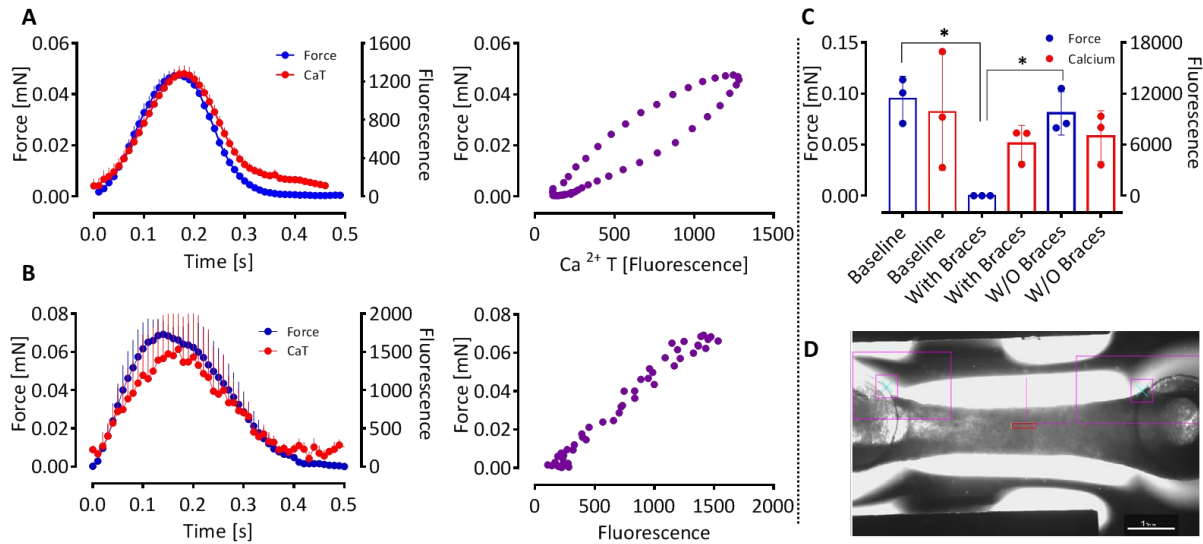 A
0.06
0.04
0.02
0.00
Force [mN]
1600
1200
800
400
0
Fluorescence
Force
CaT
0.0
0.1
0.2
0.3
0.4
0.5
Time [s]
0.06
0.04
0.02
0.00
Force [mN]
0
500
1000
1500
Ca 2+ T [Fluorescence]
B
0.08
0.06
0.04
0.02
0.00
Force [mN]
2000
1500
1000
500
0
Fluorescence
Force
CaT
0.0
0.1
0.2
0.3
0.4
0.5
Time [s]
0.08
0.06
0.04
0.02
0.00
Force [mN]
0
500
1000
1500
2000
Fluorescence
C
0.15
0.10
0.05
0.00
Force [mN]
18000
12000
6000
0
Fluorescence
Force
Calcium
*
*
Baseline
Baseline
With Braces
With Braces
W/O Braces
W/O Braces
D